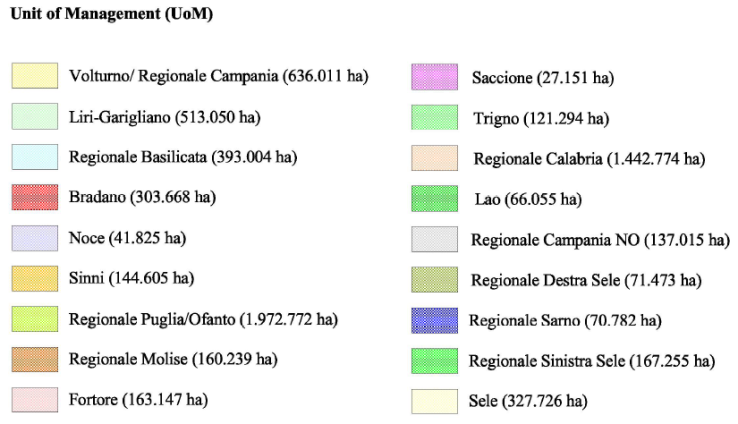 Unit of Management (UoM)
Volturno/ Regionale Campania (636.011 ha)
Liri-Garigliano (513.050 ha)
Regionale Basilicata (393.004 ha)
Bradano (303.668 ha)
Noce (41.825 ha)
Sinni (144.605 ha)
Regionale Puglia/Ofanto (1.972.772 ha)
Regionale Molise (160.239 ha)
Fortore (163.147 ha)
Saccione (27.151 ha)
Trigno (121.294 ha)
Regionale Calabria (1.442.774 ha)
Lao (66.055 ha)
Regionale Campania NO (137.015 ha)
Regionale Destra Sele (71.473 ha)
Regionale Sarno (70.782 ha)
Regionale Sinistra Sele (167.255 ha)
Sele (327.726 ha)